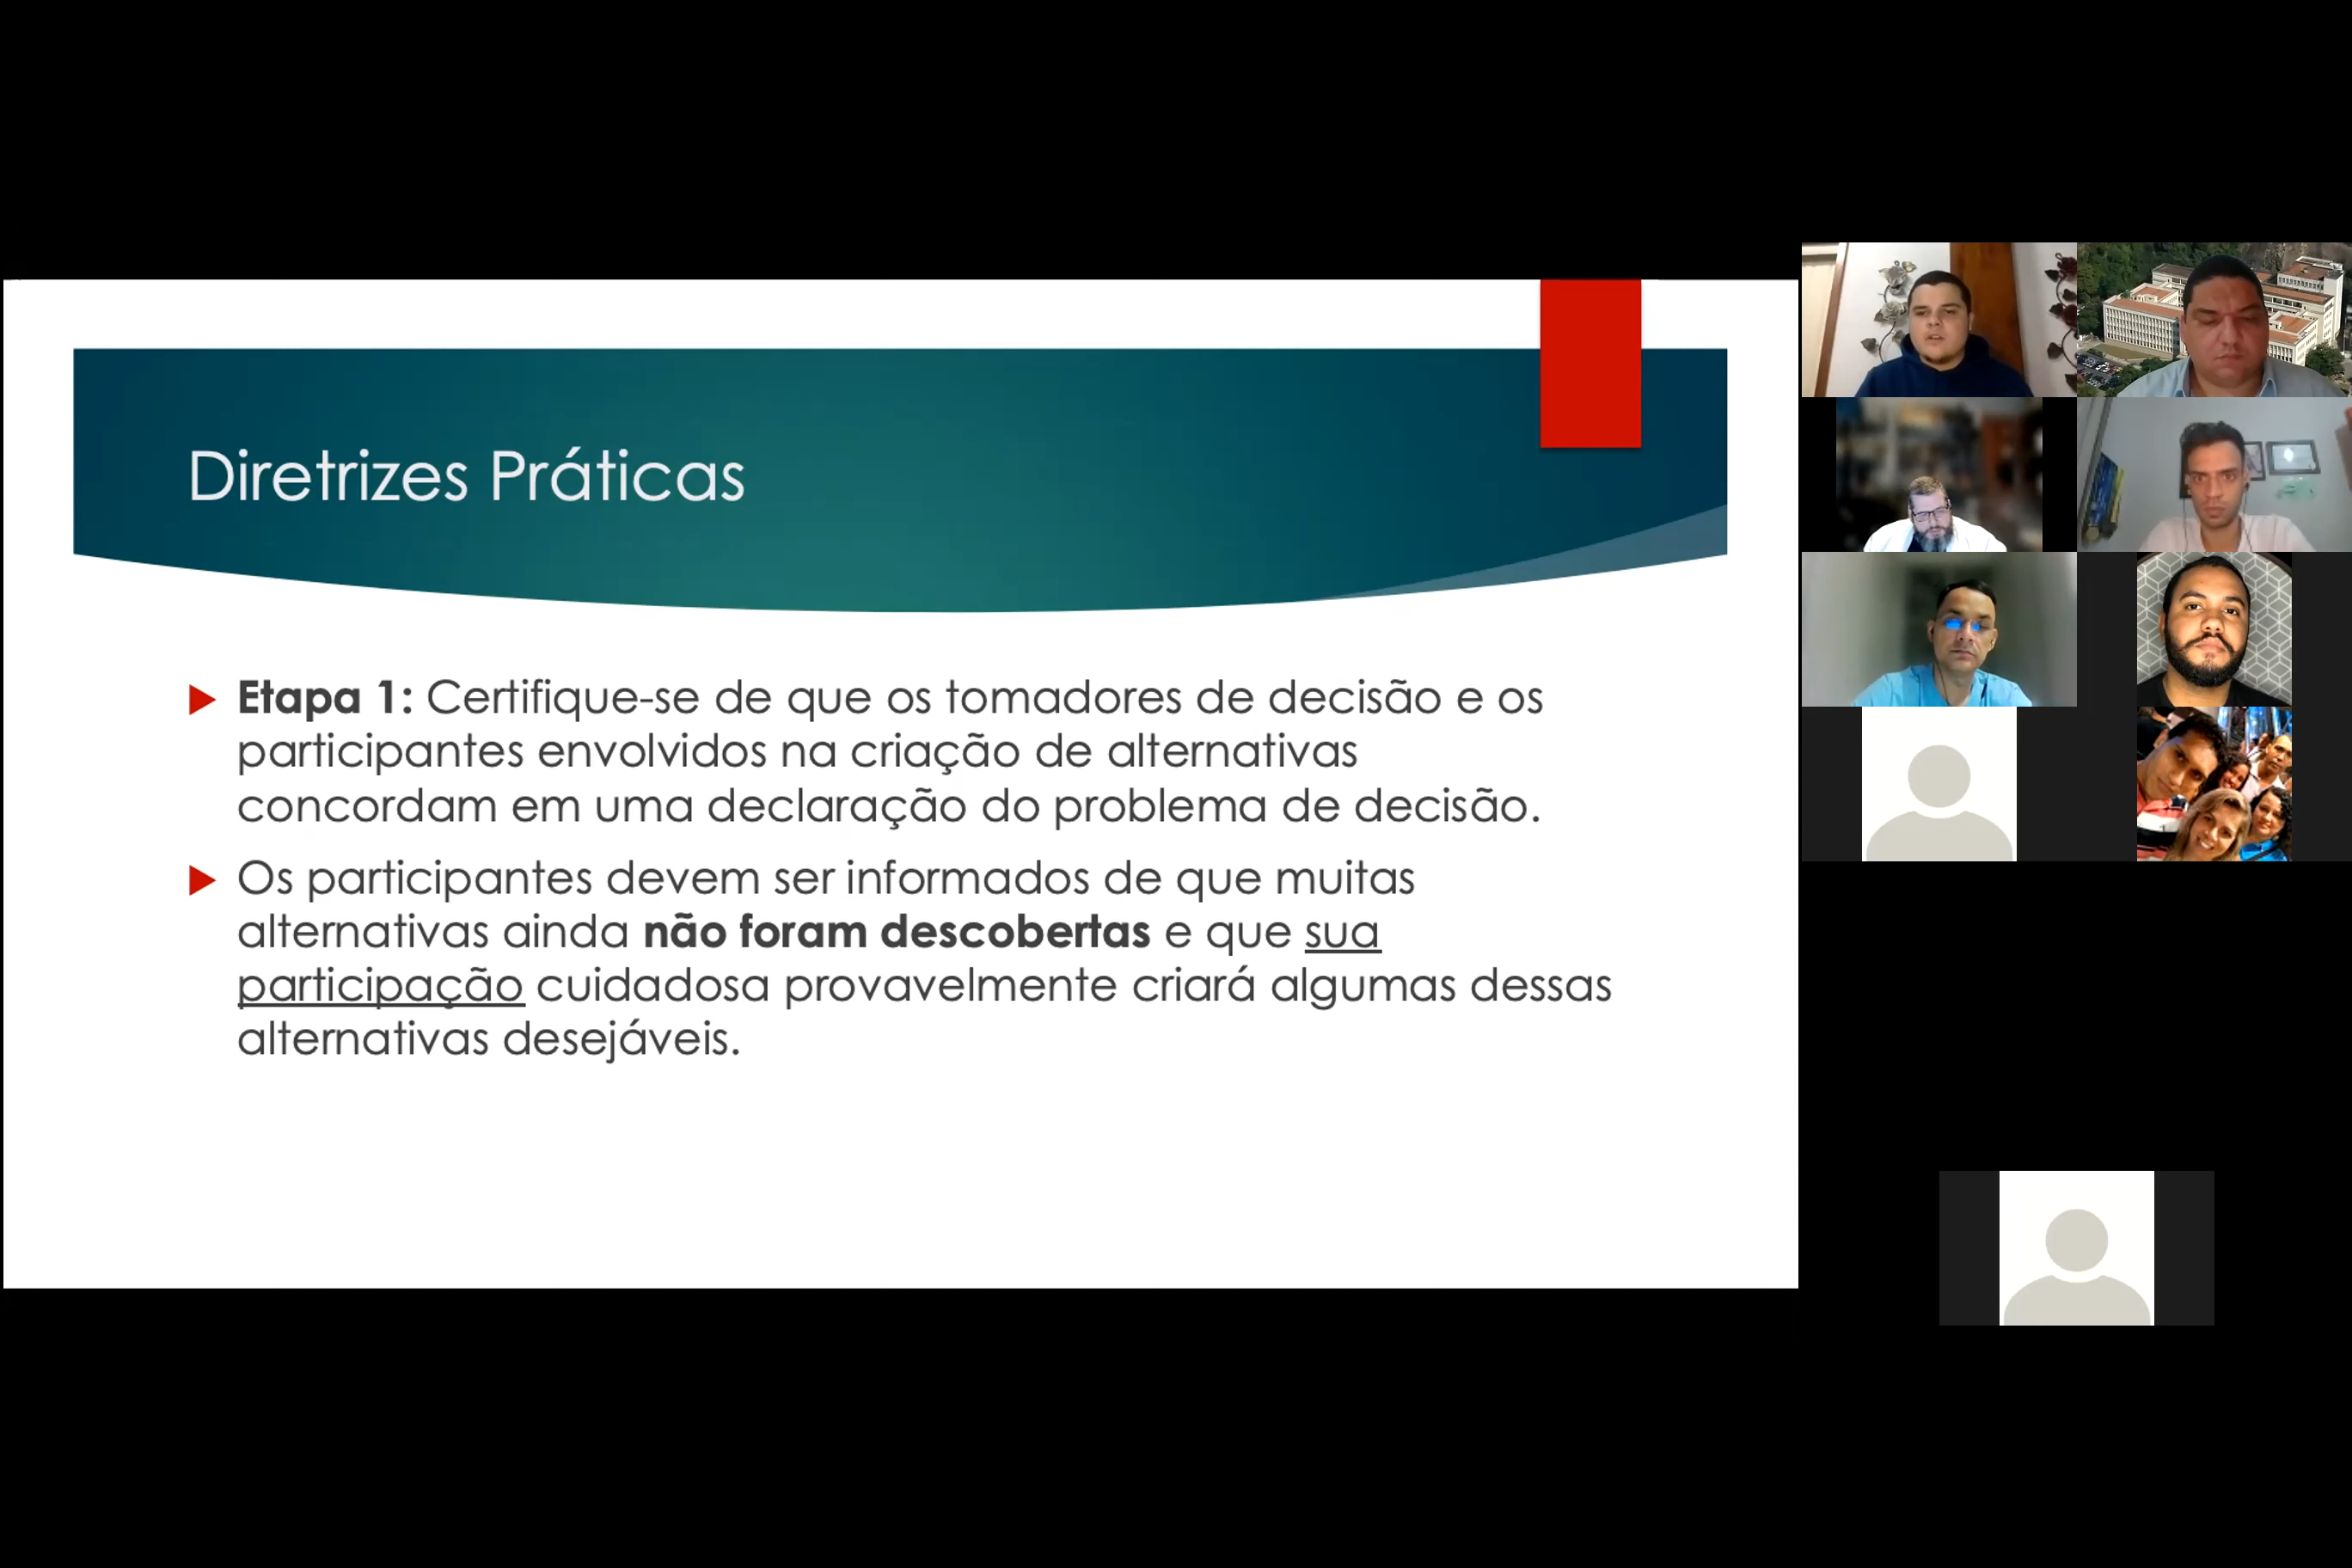 Diretrizes Práticas
Etapa 1: Certifique-se de que os tomadores de decisão e os
participantes envolvidos na criação de alternativas
concordam em uma declaração do problema de decisão.
Os participantes devem ser informados de que muitas
alternativas ainda não foram descobertas e que sua
participação cuidadosa provavelmente criará algumas dessas
alternativas desejáveis.